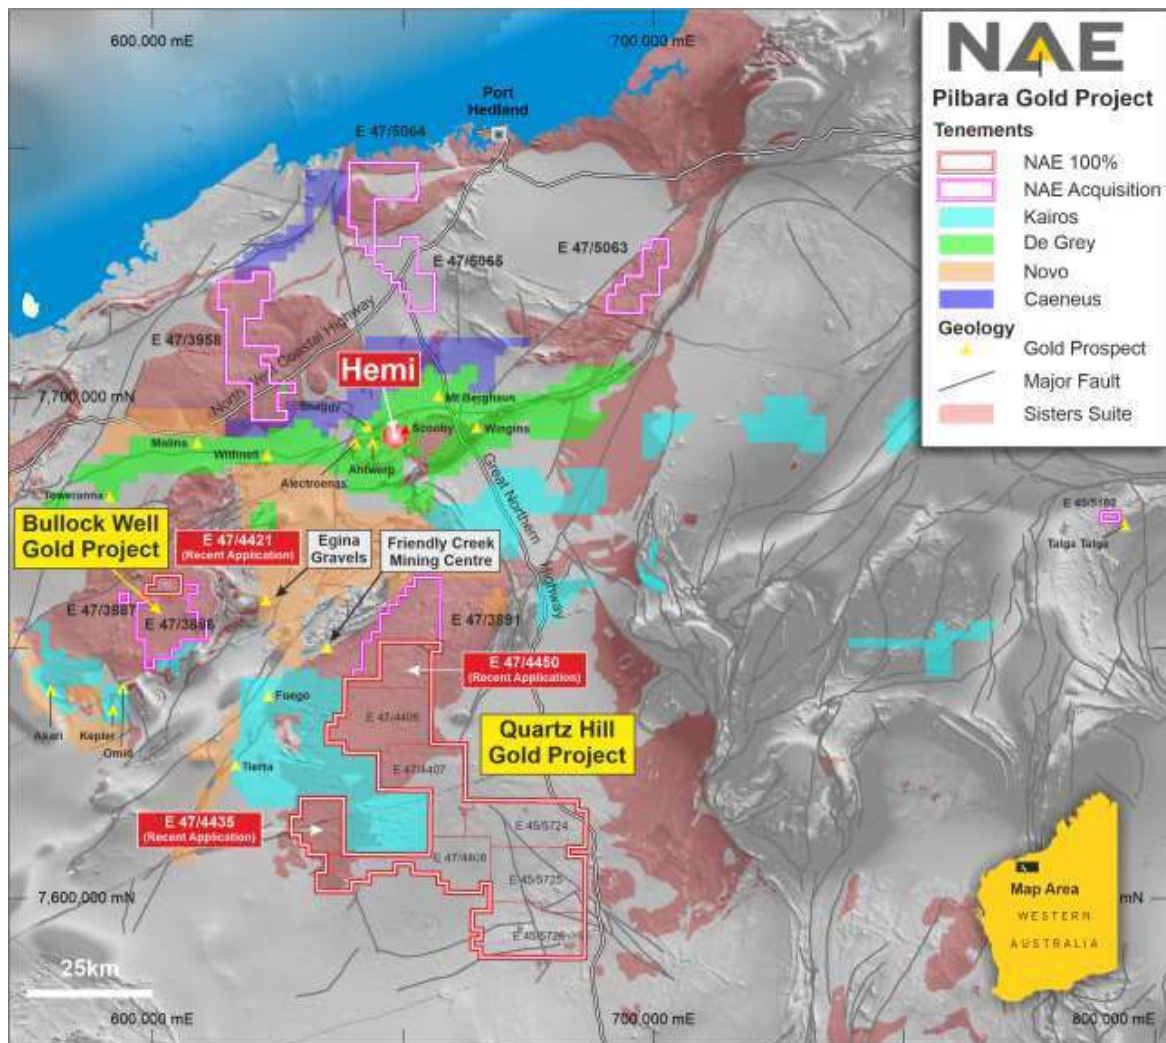 600,000 mE
700,000 mE
NAE
Pilbara Gold Project
Tenements
NAE 100%
NAE Acquisition
Kairos
De Grey
Novo
Caeneus
Geology
Gold Prospect
Major Fault
Sisters Suite
Port
Hedland
E 47/5064
E 47/5063
E 47/5065
E 47/3958
North West Coastal Highway
Hemi
7,700,000 mN
Mt Berghaus
Scooby
Wingina
Mallina
Withnell
Ahtwerp
Alectroenas
Toweranna
Great Northern
Highway
E 45/5180
Talga Talga
Bullock Well
Gold Project
E 47/4421
(Recent Application)
Egina
Gravels
Friendly Creek
Mining Centre
E 47/3887
E 47/3886
E 47/3891
E 47/4450
(Recent Application)
Fuego
E 47/4406
Quartz Hill
Gold Project
Akari
Kepler
Omid
Tierra
E 47/4407
E 47/4435
(Recent Application)
E 45/5724
E 47/4408
E 45/5725
E 45/5726
7,600,000 mN
mN
Map Area
WESTERN
AUSTRALIA
25km
600,000 mE
700,000 mE
800,000 mE